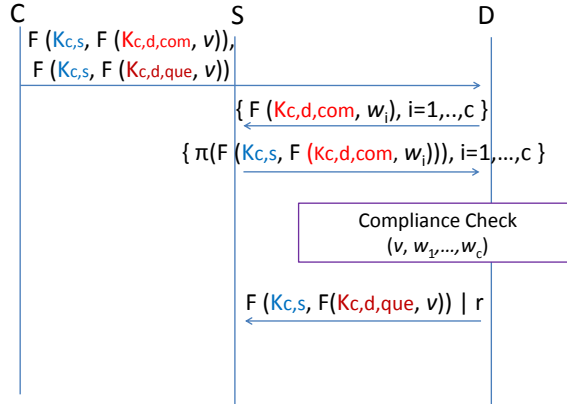 C S D
F (Kc,s, F (Kc,d,com, v)),
F (Kc,s, F (Kc,d,que, v))
{ F (Kc,d,com, wi), i=1,..,c }
{ π(F (Kc,s, F (Kc,d,com, wi))), i=1,...,c }
Compliance Check
(v, w1,...,wc)
F (Kc,s, F(Kc,d,que, v)) | r